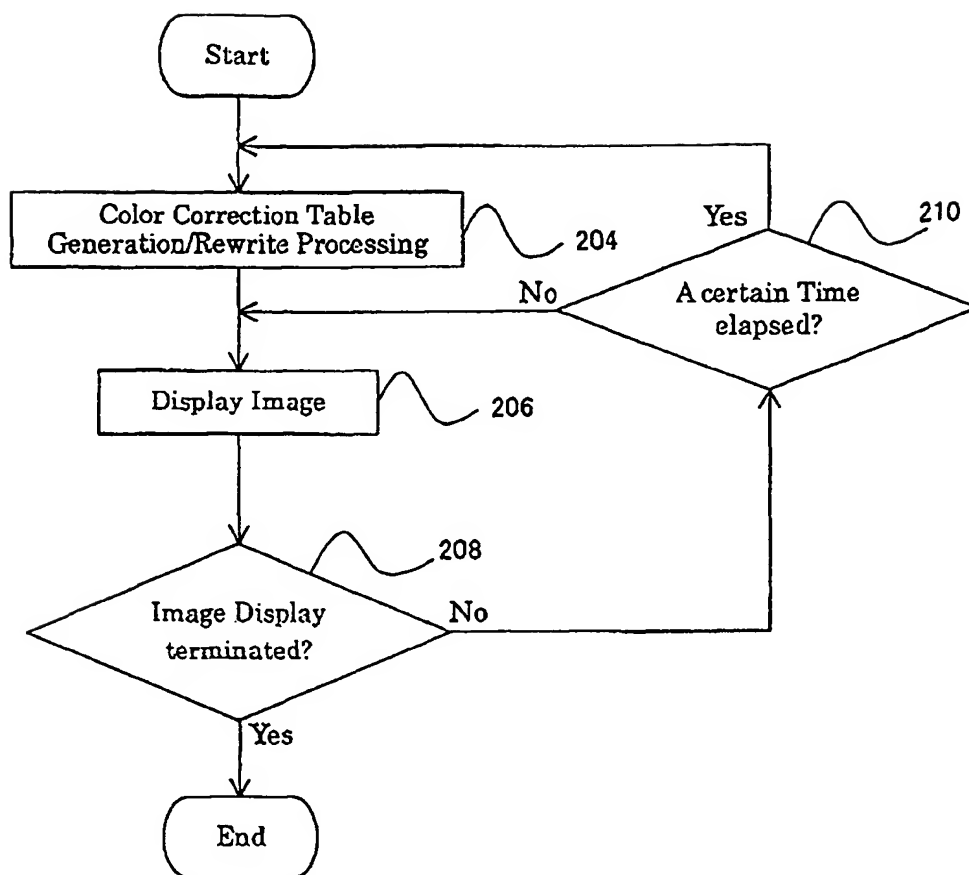 Start
Color Correction Table
Generation/Rewrite Processing
204
Yes
210
A certain Time
elapsed?
No
Display Image
206
208
Image Display
terminated?
No
Yes
End